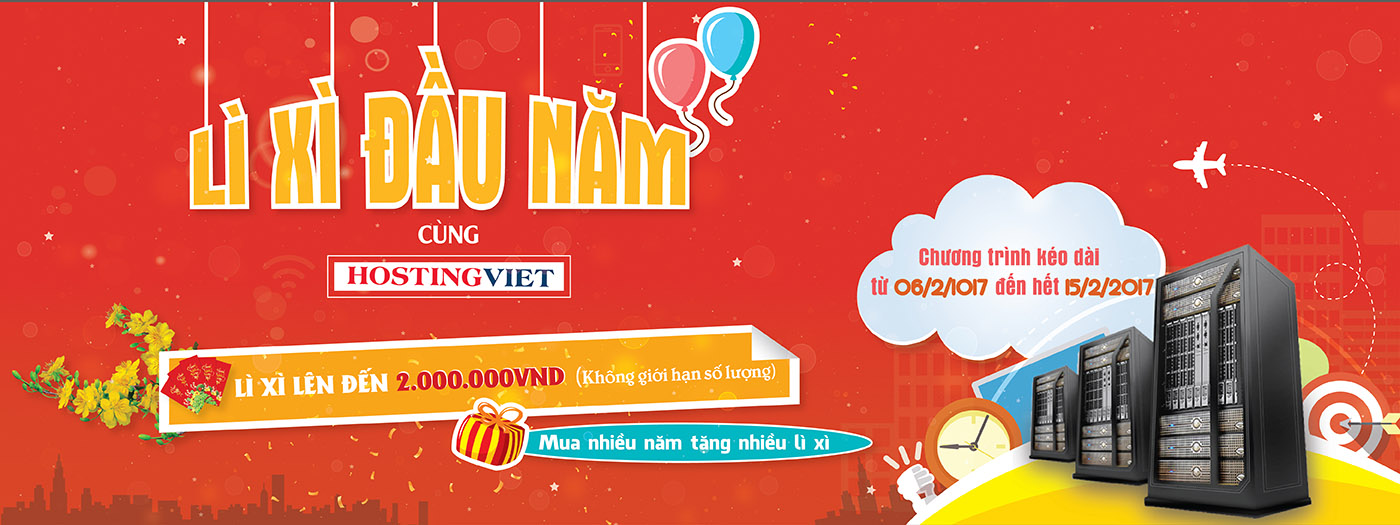 LÌ XÌ ĐẦU NĂM
CÙNG
HOSTINGVIET
Chương trình kéo dài
từ 06/2/1017 đến hết 15/2/2017
LÌ XÌ LÊN ĐẾN 2.000.000VND (Không giới hạn số lượng)
Mua nhiều năm tặng nhiều lì xì